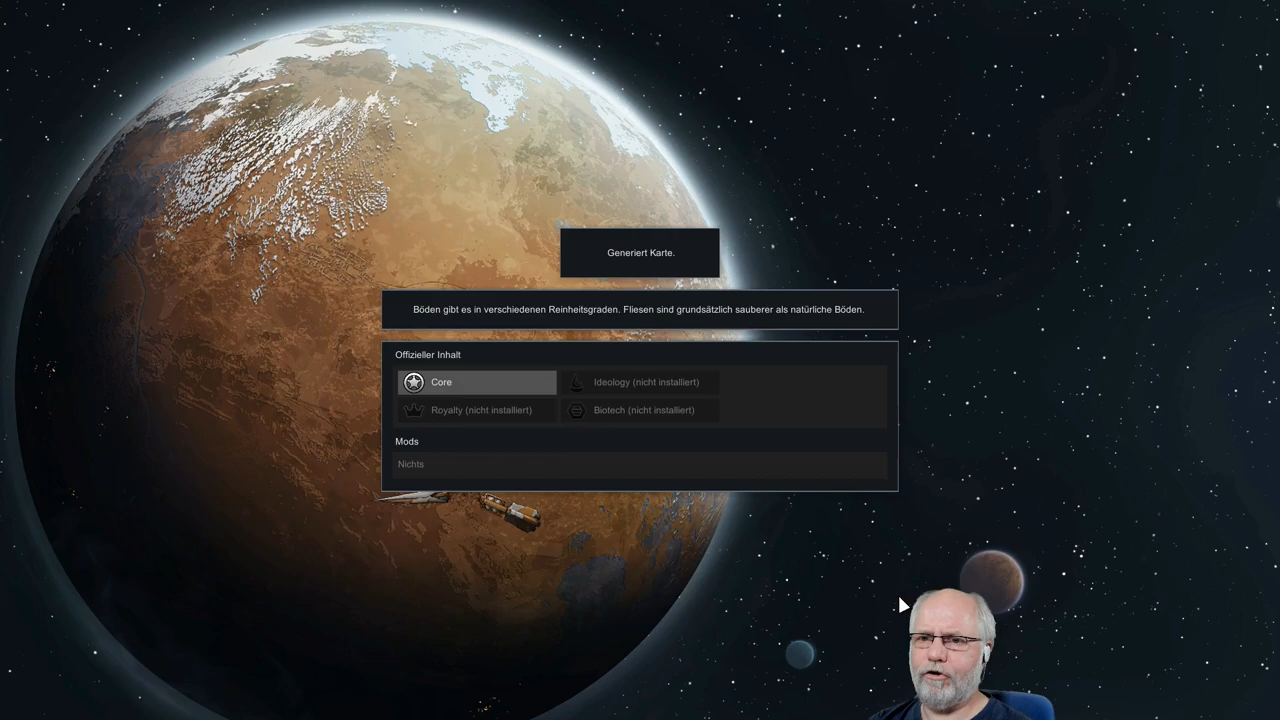 Generiert Karte.
Böden gibt es in verschiedenen Reinheitsgraden. Fliesen sind grundsätzlich sauberer als natürliche Böden.
Offizieller Inhalt
Core
Ideology (nicht installiert)
Royalty (nicht installiert)
Biotech (nicht installiert)
Mods
Nichts